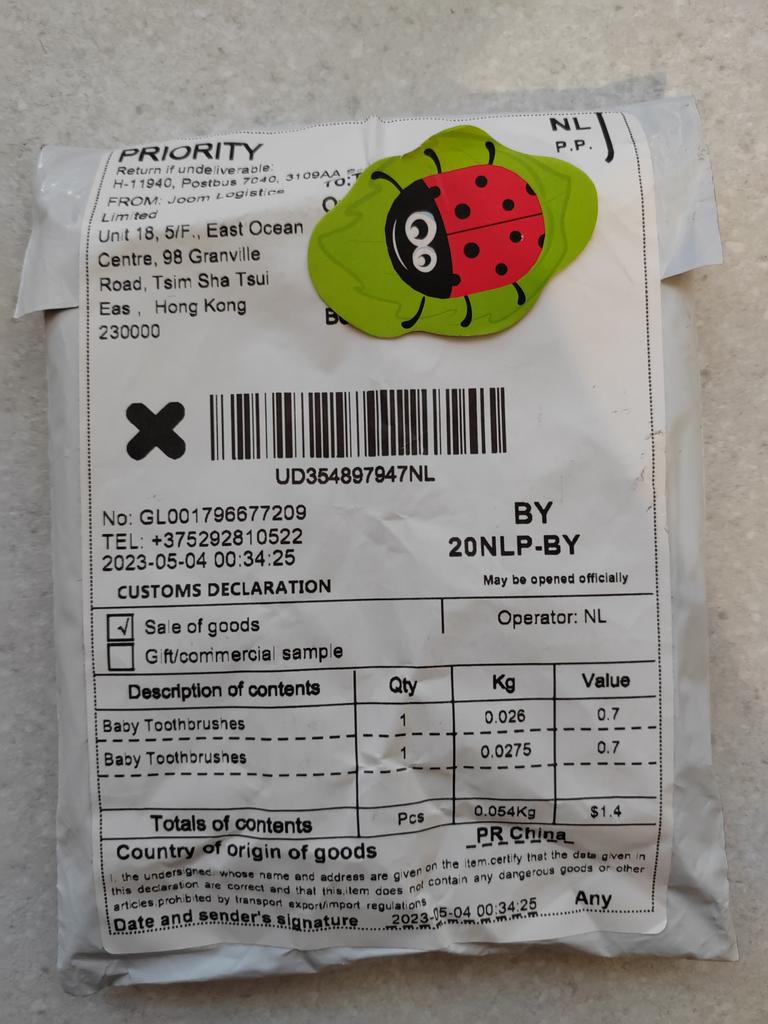 PRIORITY
NL
P.P.
Return if undeliverable:
H-11940, Postbus 7040, 3109AA
FROM: Joom Logistics
Limited
Unit 18, 5/F., East Ocean
Centre, 98 Granville
Road, Tsim Sha Tsui
Eas , Hong Kong
230000
UD354897947NL
No: GL001796677209
TEL: +375292810522
2023-05-04 00:34:25
BY
20NLP-BY
CUSTOMS DECLARATION
May be opened officially
√ Sale of goods
Operator: NL
Gift/commercial sample
Description of contents Qty Kg Value
Baby Toothbrushes 1 0.026 0.7
Baby Toothbrushes 1 0.0275 0.7
Totals of contents Pcs 0.054Kg $1.4
Country of origin of goods PR China
I, the undersigned, whose name and address are given on the item,certify that the data given in
this declaration are correct and that this,item does not contain any dangerous goods or other
articles,prohibited by transport export/import regulations
Date and sender's signature 2023-05-04 00:34:25 Any